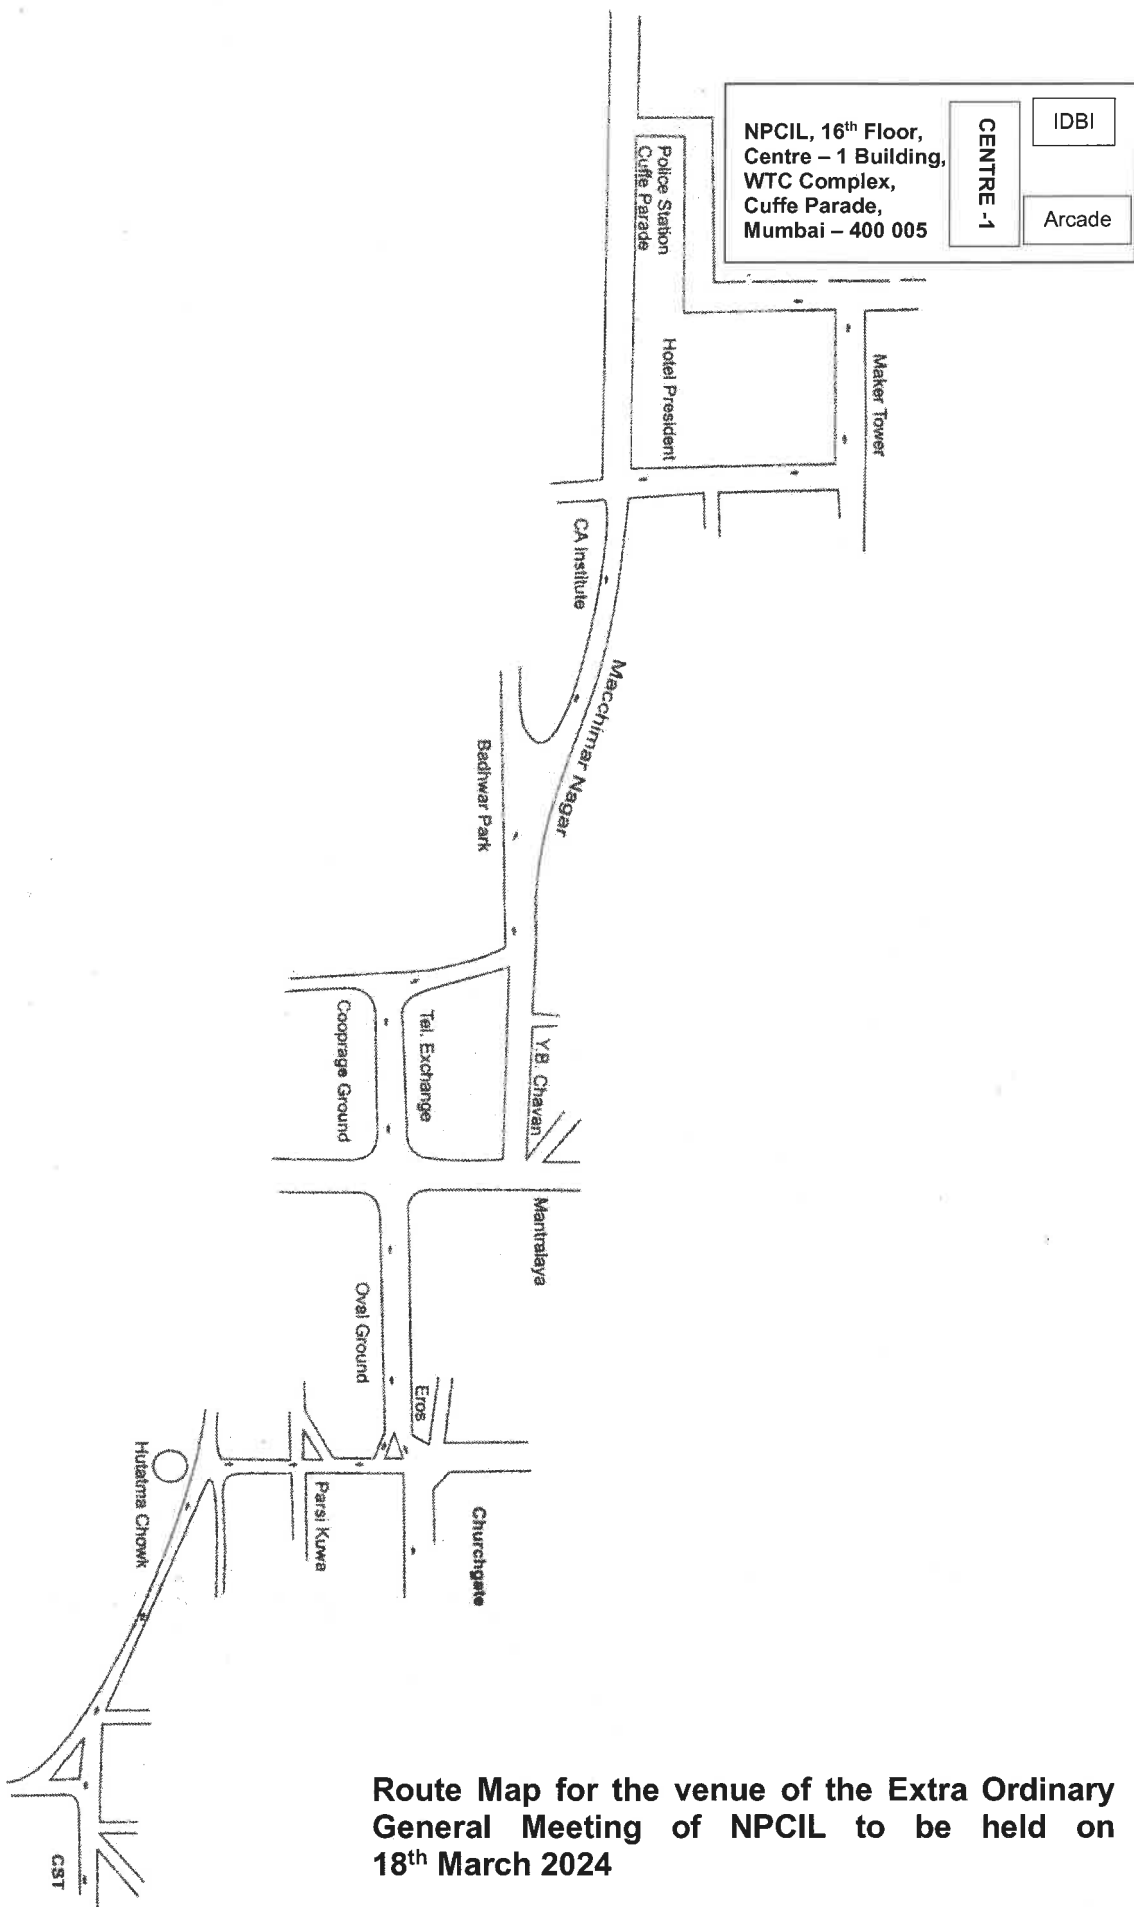 NPCIL, 16th Floor,
Centre – 1 Building,
WTC Complex,
Cuffe Parade,
Mumbai – 400 005
CENTRE -1
IDBI
Arcade
Police Station
Cuffe Parade
Hotel President
Maker Tower
CA Institute
Macchimar Nagar
Badhwar Park
Cooprage Ground
Tel. Exchange
Y.B. Chavan
Mantralaya
Oval Ground
Eros
Hutatma Chowk
Parsi Kuwa
Churchgate
CST
Route Map for the venue of the Extra Ordinary
General Meeting of NPCIL to be held on
18th March 2024